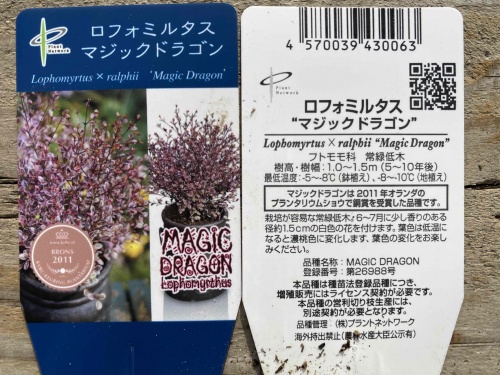 Plant Network
ロフォミルタス
マジックドラゴン
Lophomyrtus × ralphii 'Magic Dragon'
BRONS
2011
MAGIC
DRAGON
Lophomyrthus
4 570039 430063
Plant Network
ロフォミルタス
"マジックドラゴン"
Lophomyrtus × ralphii "Magic Dragon"
フトモモ科 常緑低木
樹高・樹幅：1.0〜1.5m（5〜10年後）
最低温度：-5〜-8℃（鉢植え）、-8〜-10℃（地植え）
マジックドラゴンは2011年オランダの
プランタリウムショウで銅賞を受賞した品種です。
栽培が容易な常緑低木。6〜7月に少し香りのある
径約1.5cmの白色の花を付けます。葉色は低温に
なると濃桃色に変化します。葉色の変化をお楽し
みください。
品種名称：MAGIC DRAGON
登録番号：第26988号
本品種は種苗法登録品種につき、
増殖販売にはライセンス契約が必要です。
本品種の営利切り枝生産には、
別途契約が必要となります。
品種管理：(株)プラントネットワーク
海外持出禁止（農林水産大臣公示有）